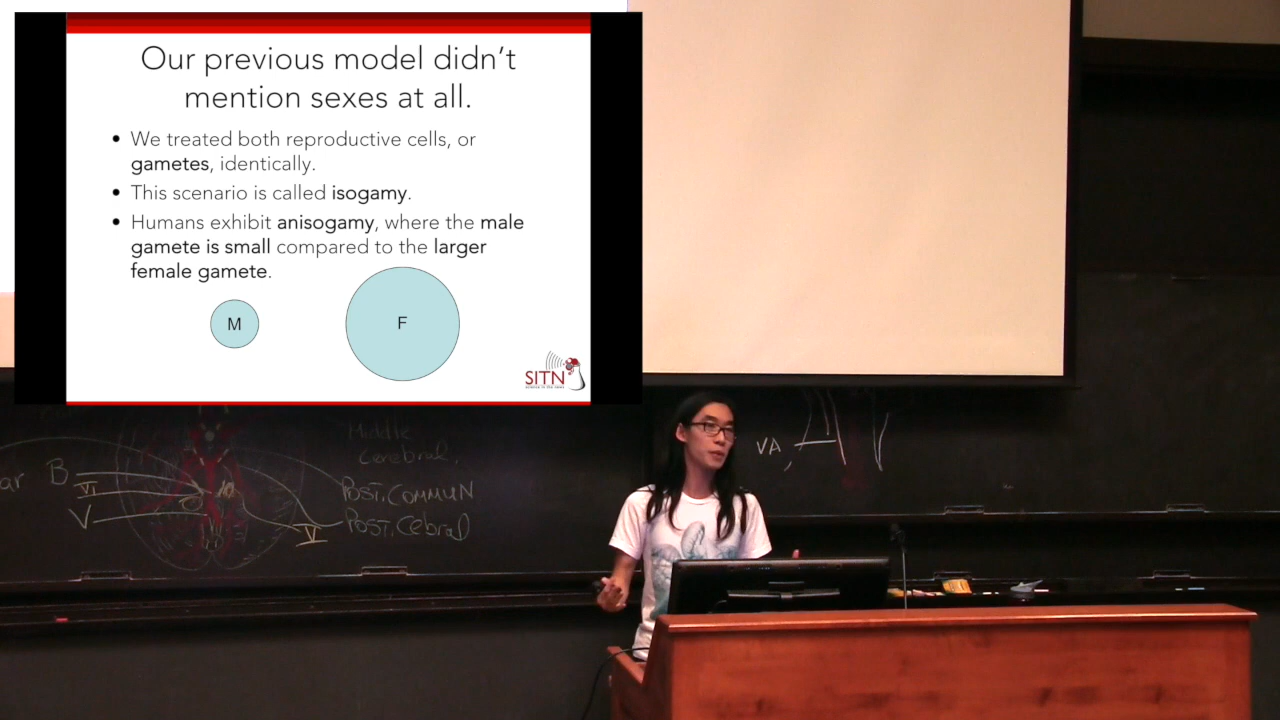 Our previous model didn't
mention sexes at all.
• We treated both reproductive cells, or
gametes, identically.
• This scenario is called isogamy.
• Humans exhibit anisogamy, where the male
gamete is small compared to the larger
female gamete.
M
F
SITN
ar
B
VI
V
Middle
Cerebral,
POST.COMMUN
POST.Cebral
V
VA,